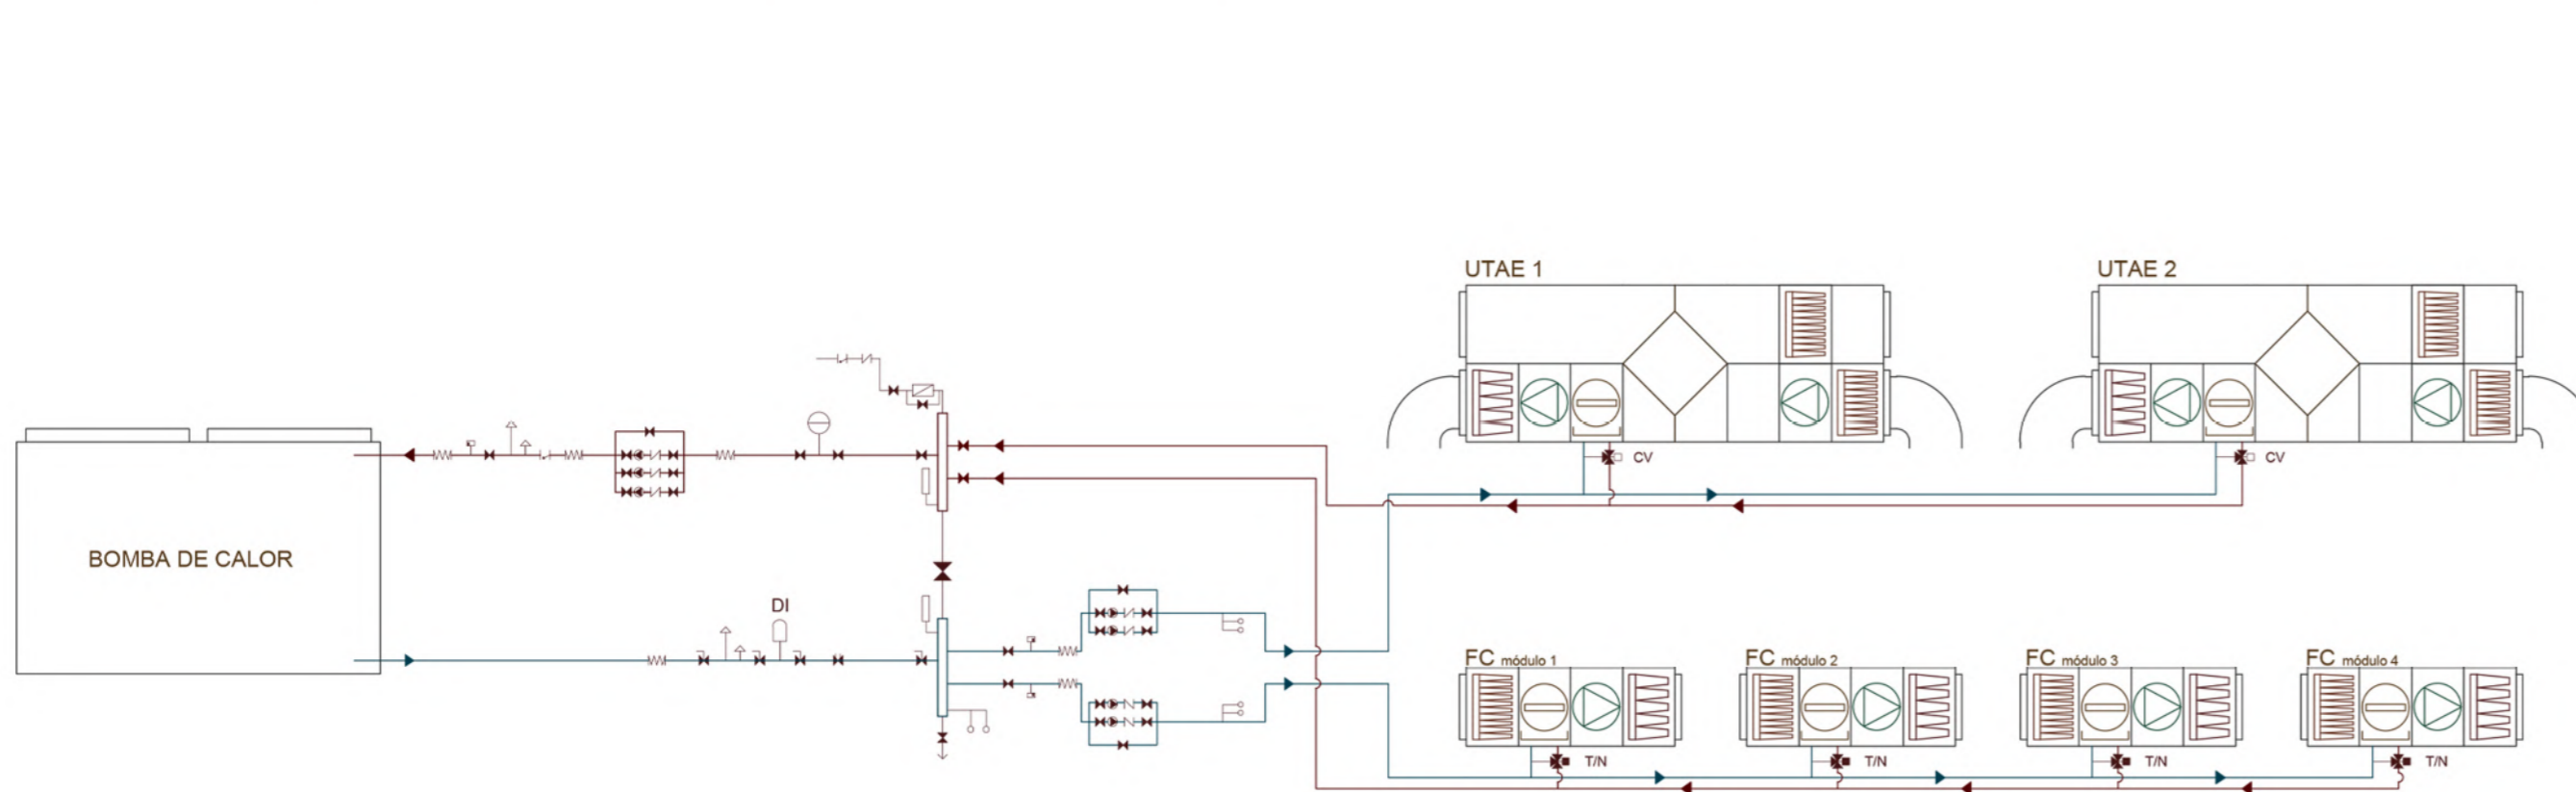 UTAE 1
UTAE 2
CV
CV
BOMBA DE CALOR
DI
FC módulo 1
FC módulo 2
FC módulo 3
FC módulo 4
T/N
T/N
T/N
T/N